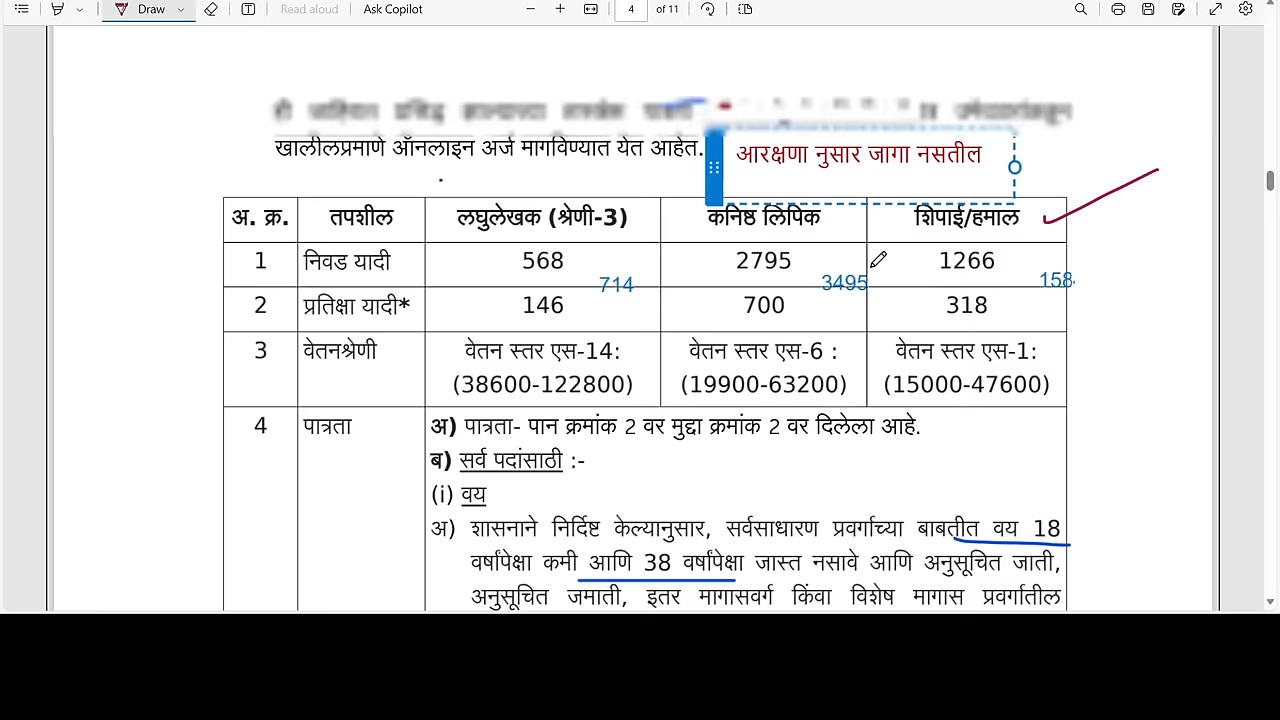 Draw
Read aloud
Ask Copilot
4 of 11
खालीलप्रमाणे ऑनलाइन अर्ज मागविण्यात येत आहेत.
आरक्षणा नुसार जागा नसतील
अ. क्र. तपशील लघुलेखक (श्रेणी-3) कनिष्ठ लिपिक शिपाई/हमाल
1 निवड यादी 568 2795 1266
714 3495 158
2 प्रतिक्षा यादी* 146 700 318
3 वेतनश्रेणी वेतन स्तर एस-14: वेतन स्तर एस-6 : वेतन स्तर एस-1:
(38600-122800) (19900-63200) (15000-47600)
4 पात्रता अ) पात्रता- पान क्रमांक 2 वर मुद्दा क्रमांक 2 वर दिलेला आहे.
ब) सर्व पदांसाठी :-
(i) वय
अ) शासनाने निर्दिष्ट केल्यानुसार, सर्वसाधारण प्रवर्गाच्या बाबतीत वय 18
वर्षांपेक्षा कमी आणि 38 वर्षांपेक्षा जास्त नसावे आणि अनुसूचित जाती,
अनुसूचित जमाती, इतर मागासवर्ग किंवा विशेष मागास प्रवर्गातील